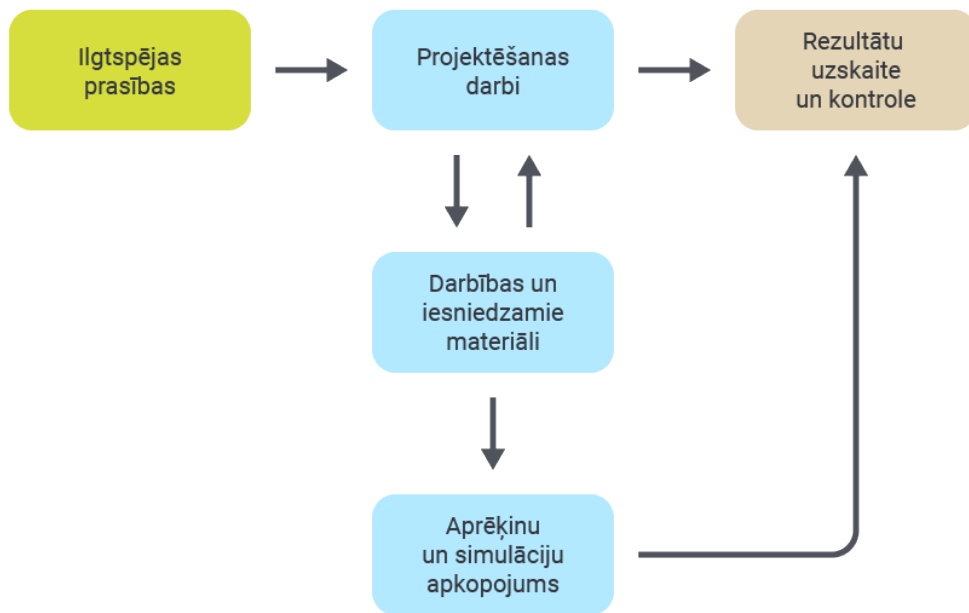 Ilgtspējas
prasības
Projektēšanas
darbi
Rezultātu
uzskaite
un kontrole
Darbības un
iesniedzamie
materiāli
Aprēķinu
un simulāciju
apkopojums